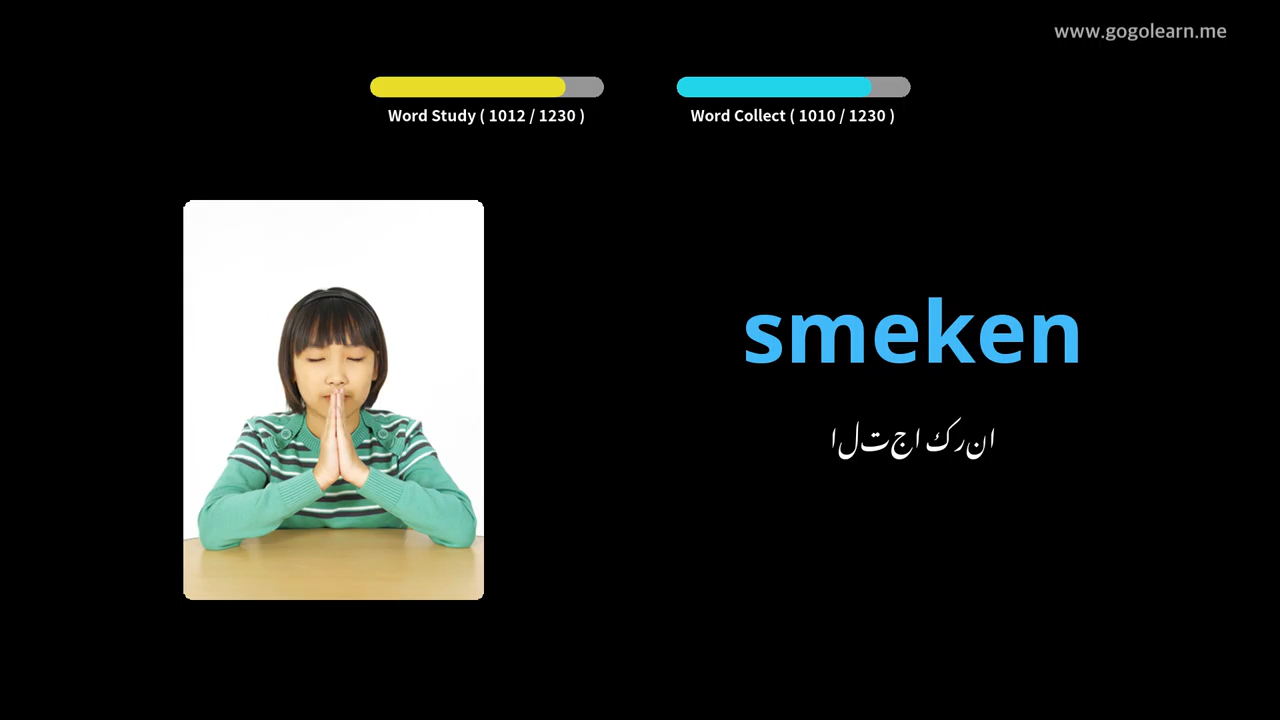 www.gogolearn.me
Word Study ( 1012 / 1230 )
Word Collect ( 1010 / 1230 )
smeken
التجا کرنا